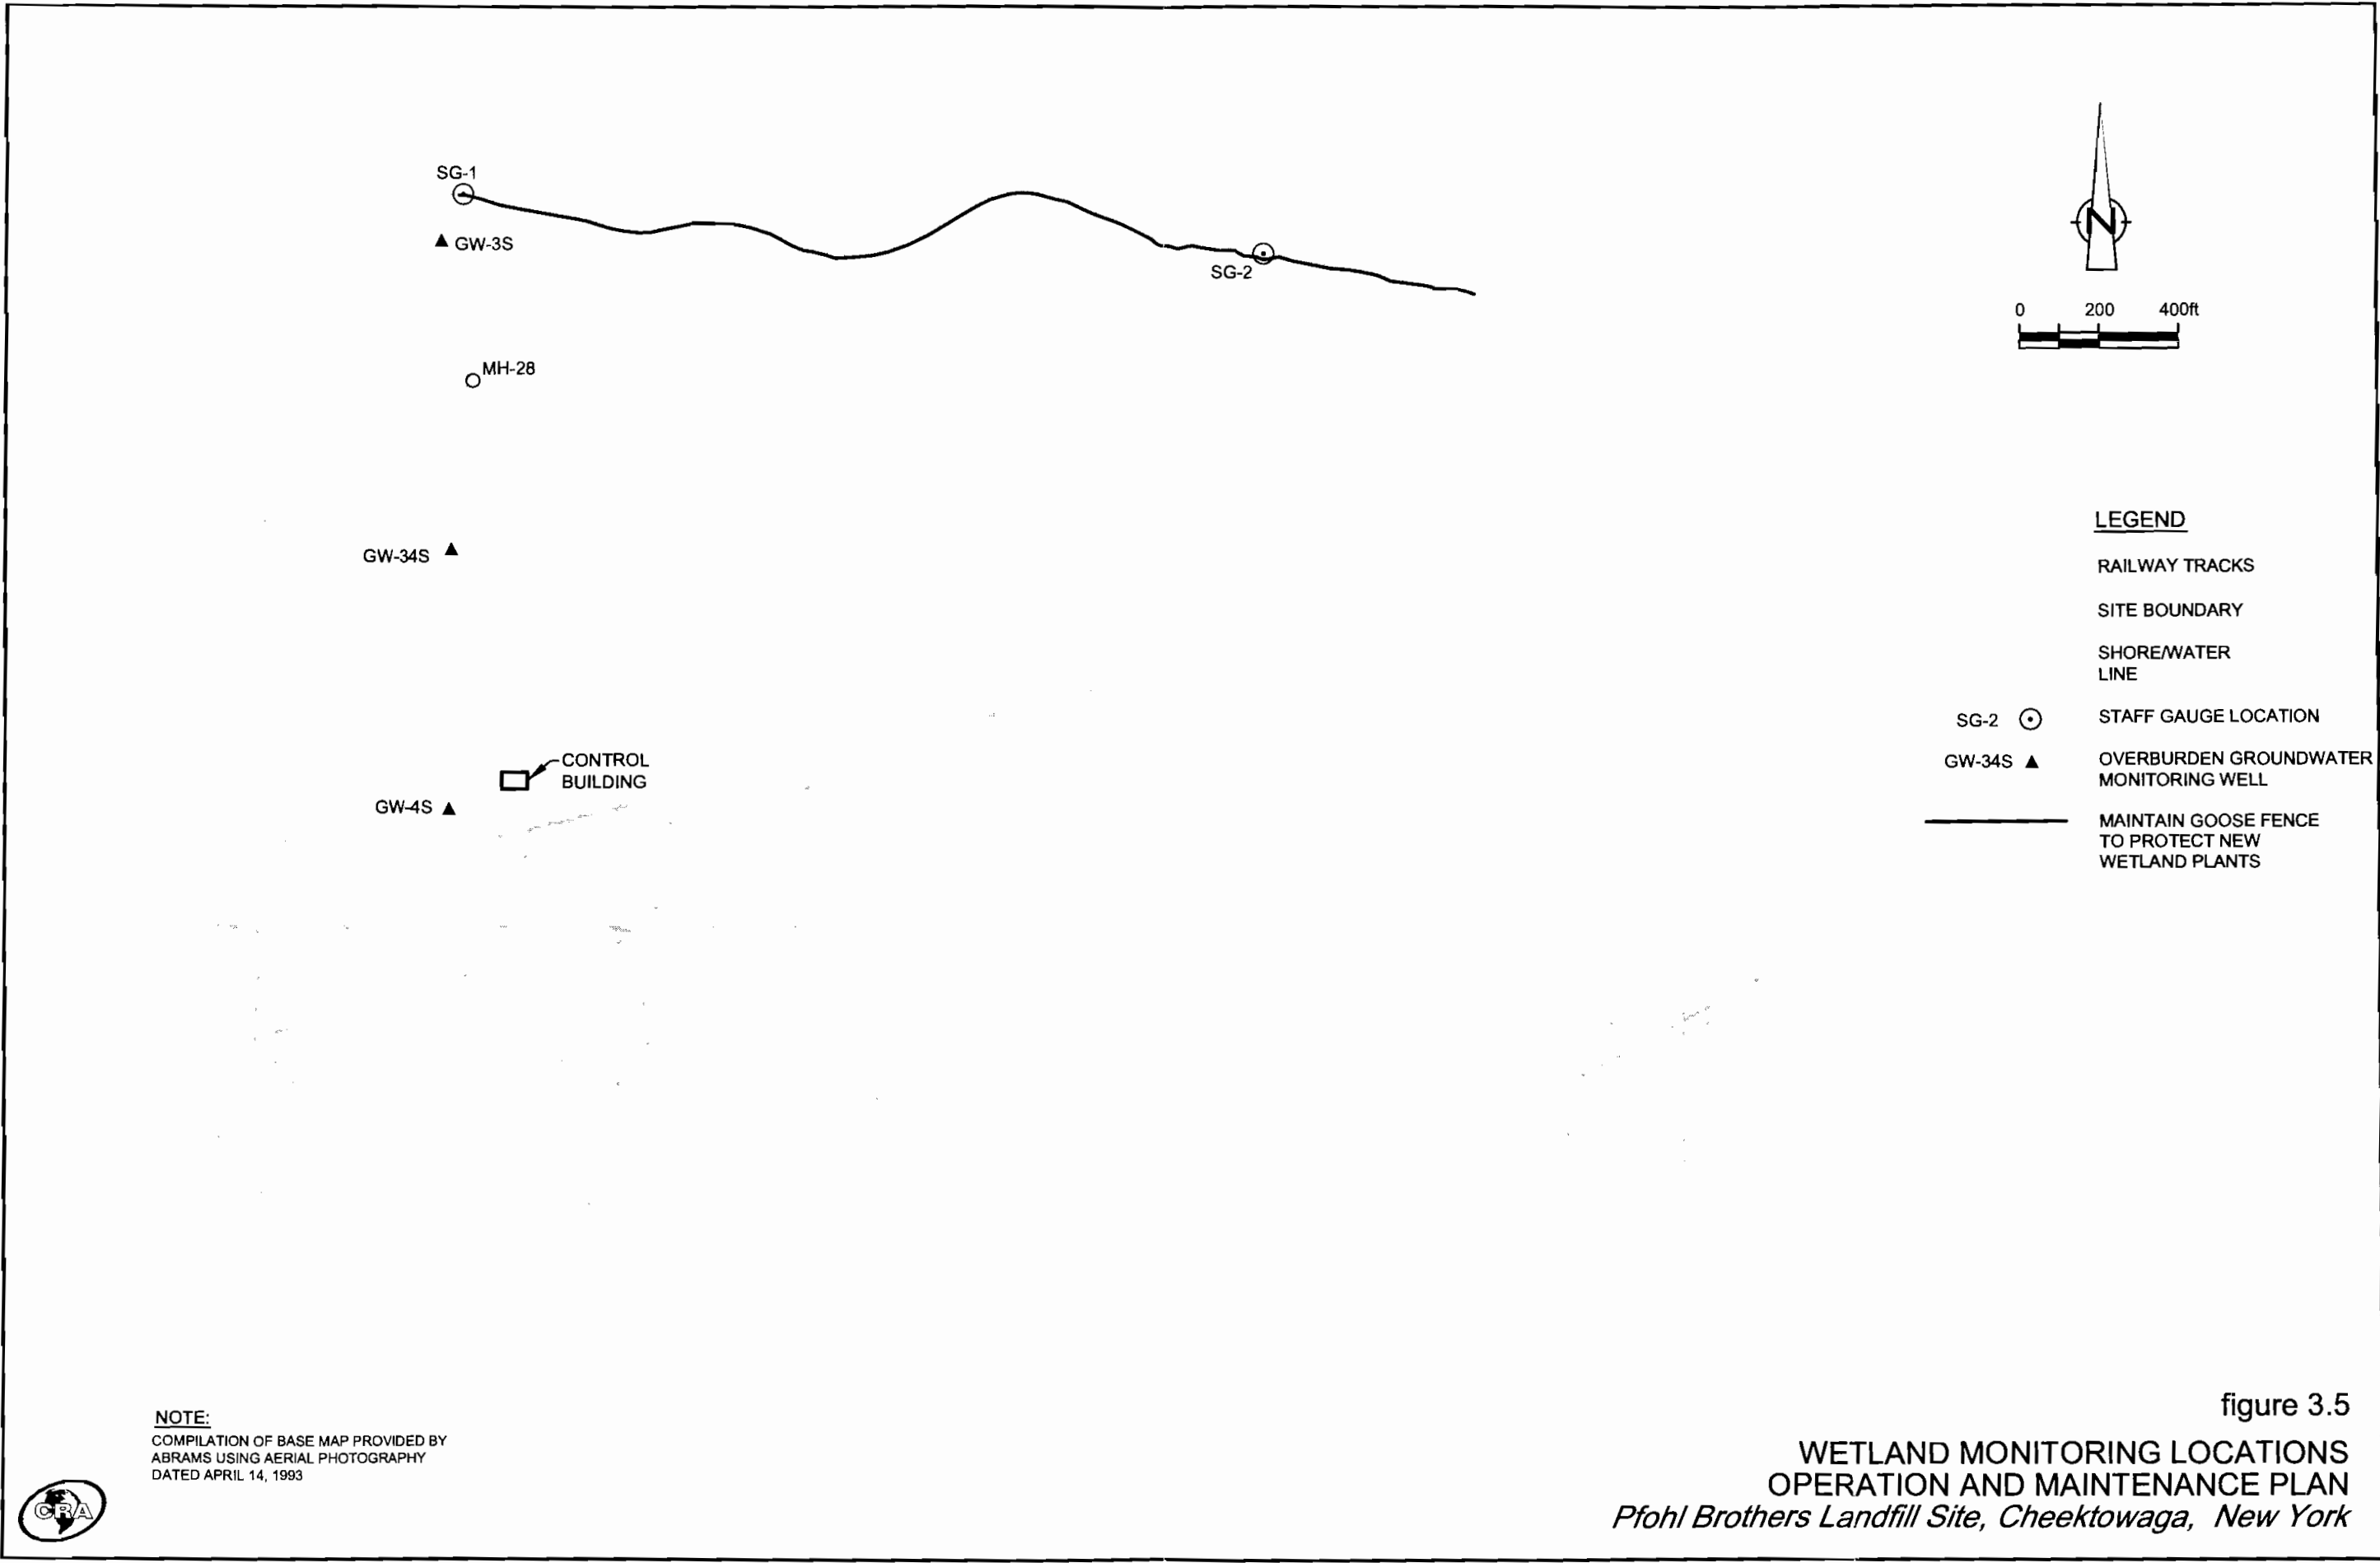 SG-1
GW-3S
SG-2
MH-28
GW-34S
CONTROL
BUILDING
GW-4S
N
0 200 400ft
LEGEND
RAILWAY TRACKS
SITE BOUNDARY
SHORE/WATER
LINE
SG-2 STAFF GAUGE LOCATION
GW-34S OVERBURDEN GROUNDWATER
MONITORING WELL
MAINTAIN GOOSE FENCE
TO PROTECT NEW
WETLAND PLANTS
NOTE:
COMPILATION OF BASE MAP PROVIDED BY
ABRAMS USING AERIAL PHOTOGRAPHY
DATED APRIL 14, 1993
CRA
figure 3.5
WETLAND MONITORING LOCATIONS
OPERATION AND MAINTENANCE PLAN
Pfohl Brothers Landfill Site, Cheektowaga, New York